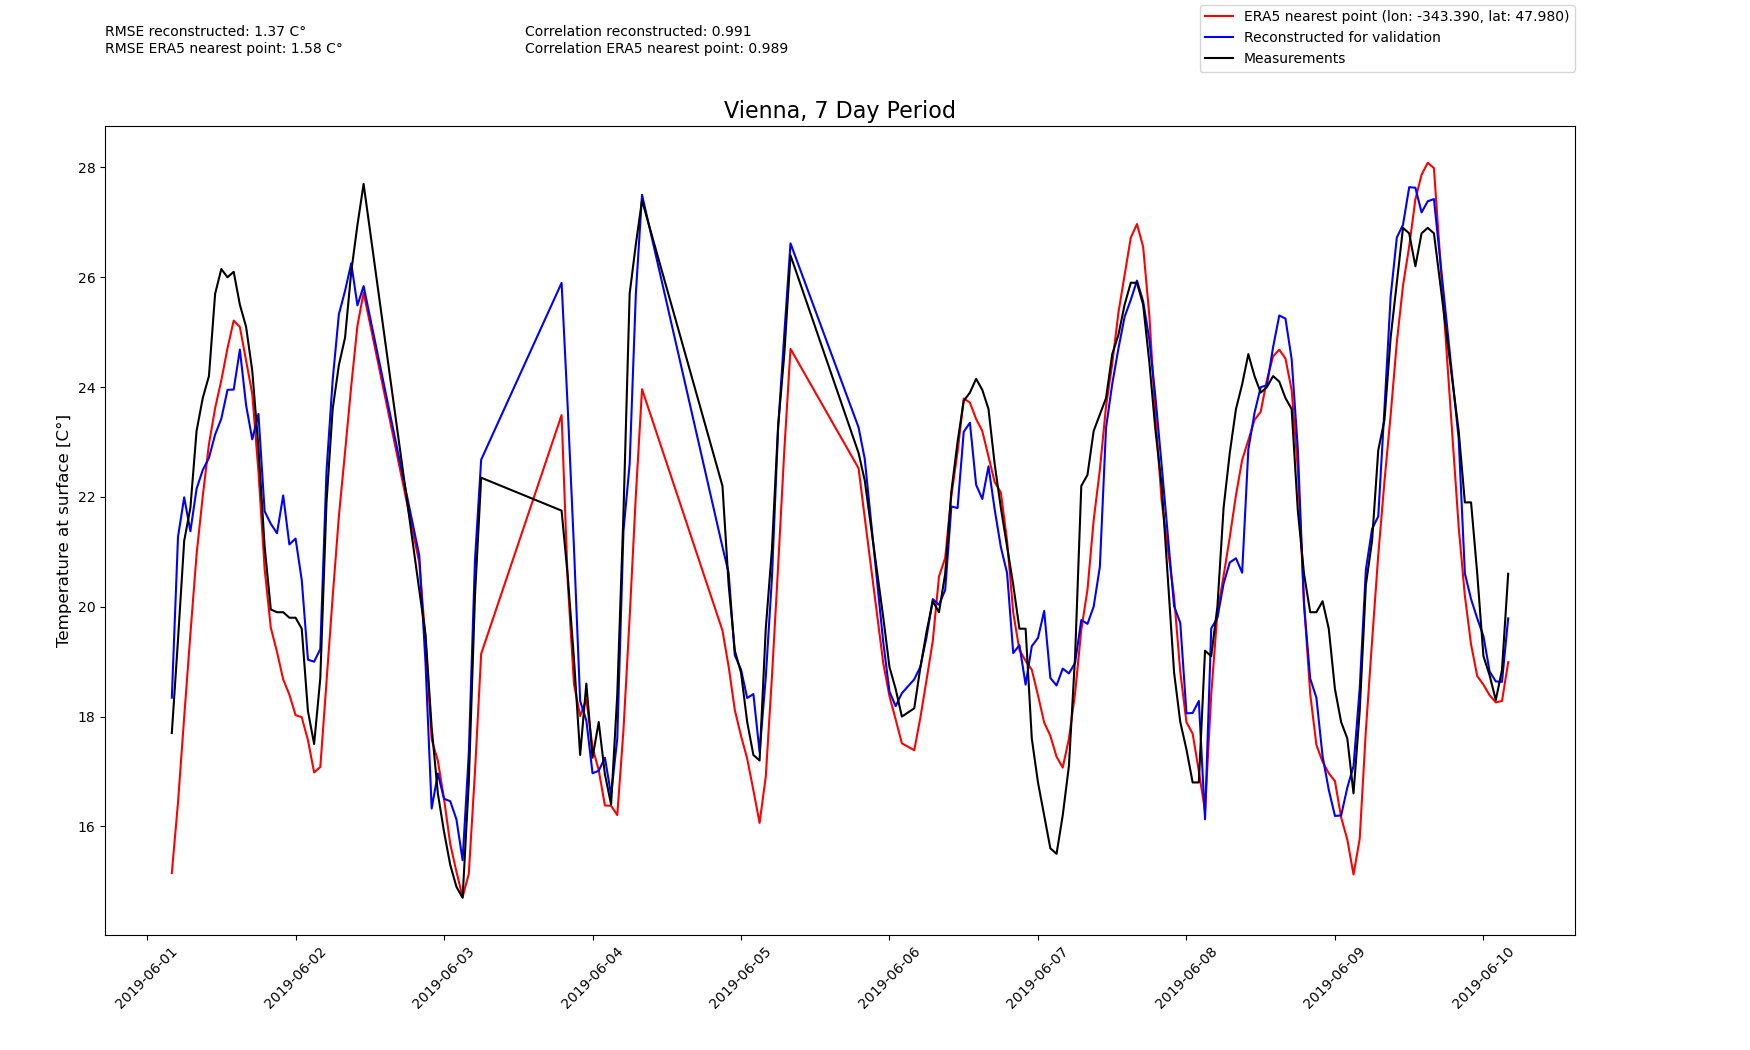 RMSE reconstructed: 1.37 C°
RMSE ERA5 nearest point: 1.58 C°
Correlation reconstructed: 0.991
Correlation ERA5 nearest point: 0.989
ERA5 nearest point (lon: -343.390, lat: 47.980)
Reconstructed for validation
Measurements
Vienna, 7 Day Period
Temperature at surface [C°]
28
26
24
22
20
18
16
2019-06-01
2019-06-02
2019-06-03
2019-06-04
2019-06-05
2019-06-06
2019-06-07
2019-06-08
2019-06-09
2019-06-10